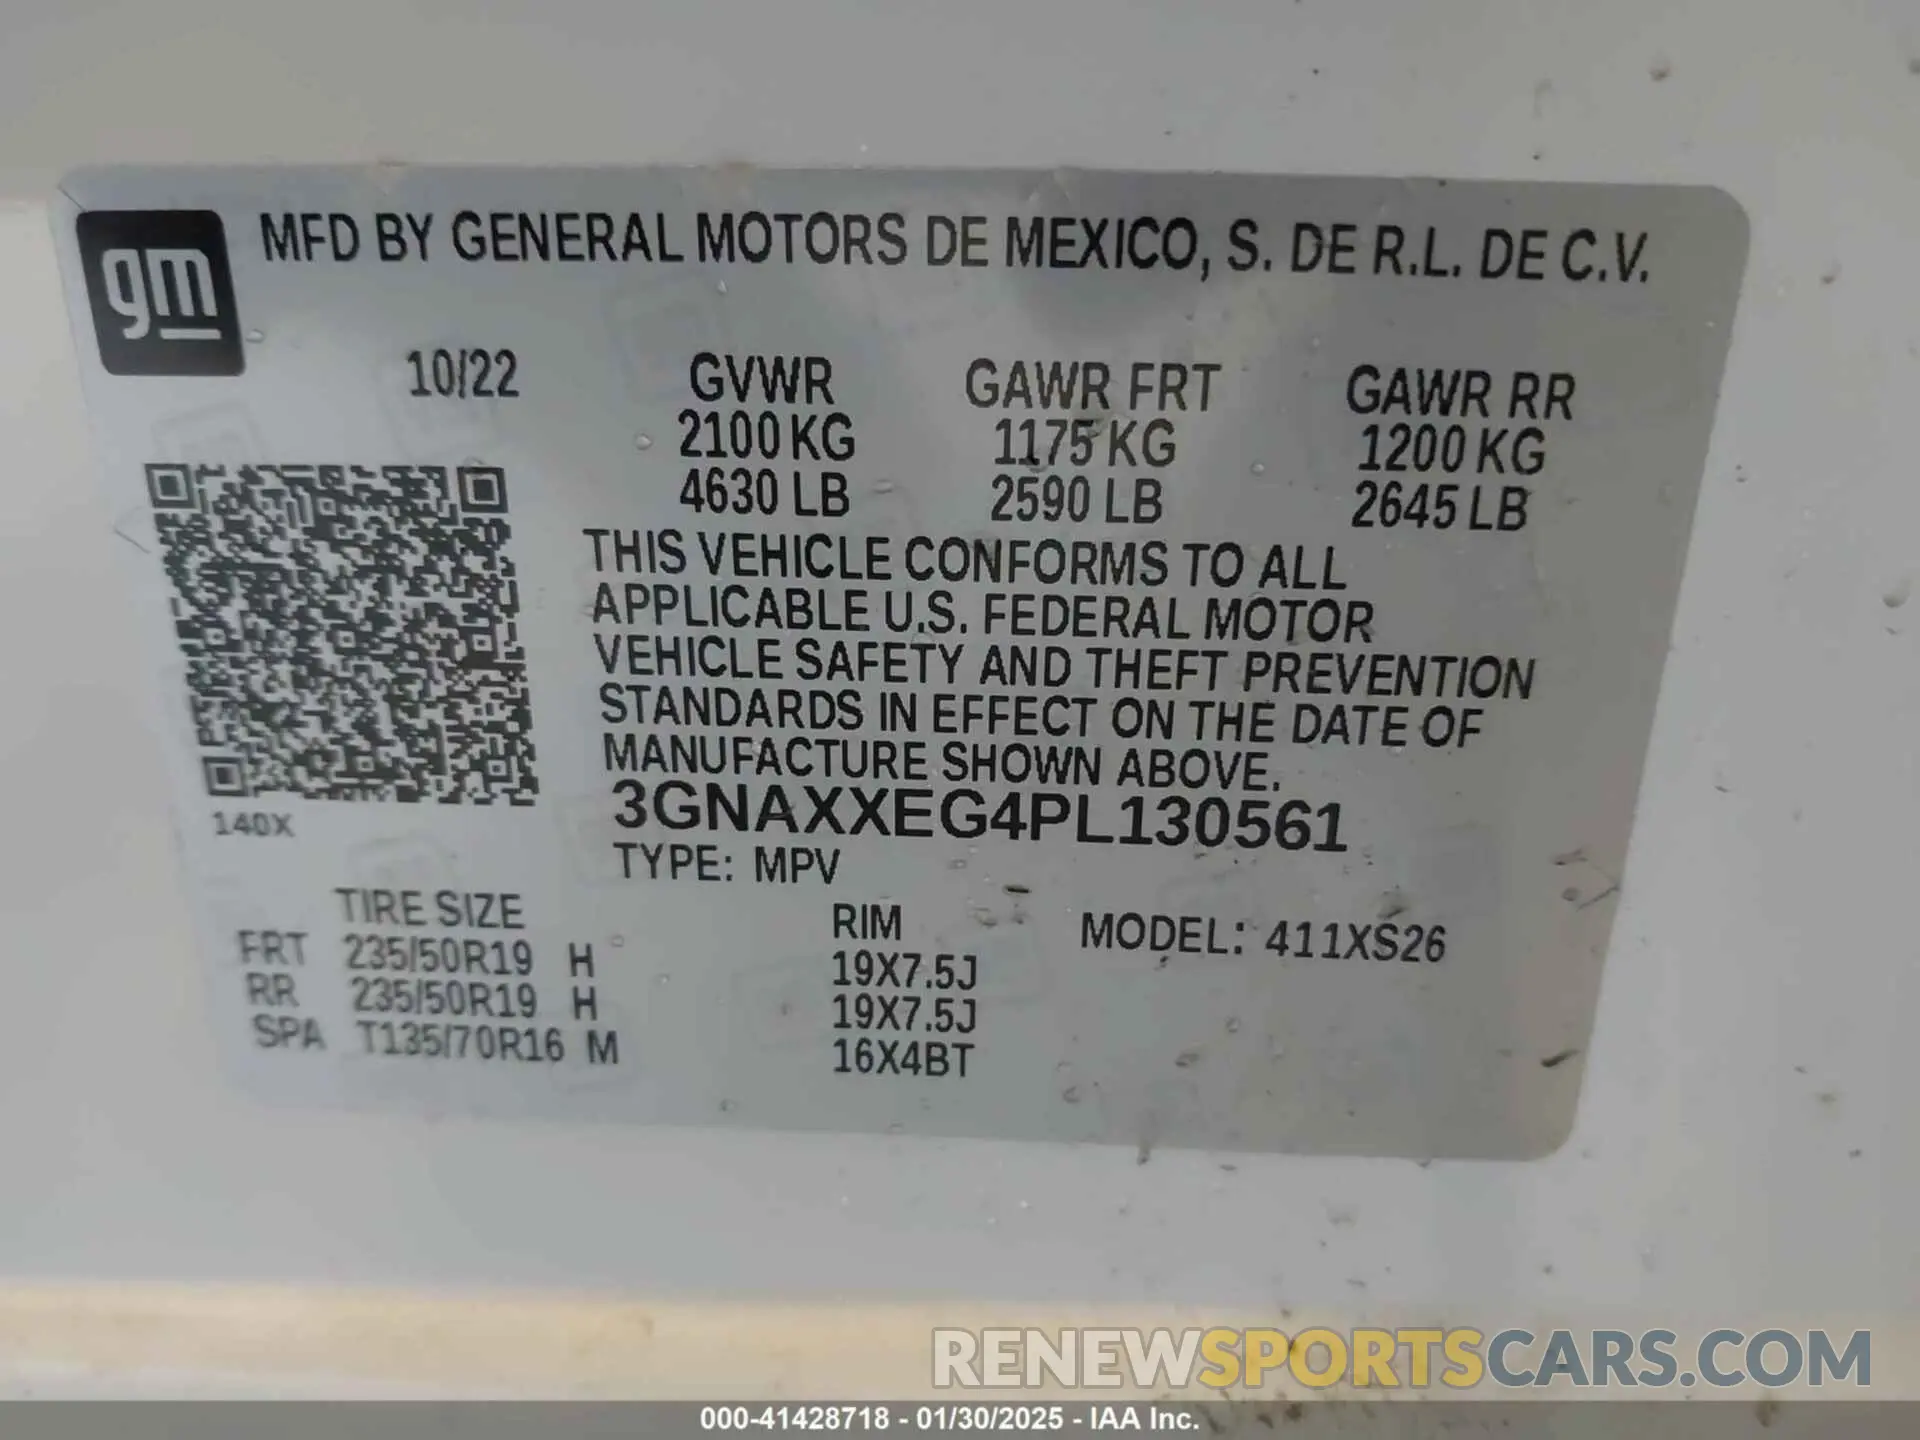 gm
MFD BY GENERAL MOTORS DE MEXICO, S. DE R.L. DE C.V.
10/22 GVWR GAWR FRT GAWR RR
2100 KG 1175 KG 1200 KG
4630 LB 2590 LB 2645 LB
THIS VEHICLE CONFORMS TO ALL
APPLICABLE U.S. FEDERAL MOTOR
VEHICLE SAFETY AND THEFT PREVENTION
STANDARDS IN EFFECT ON THE DATE OF
MANUFACTURE SHOWN ABOVE.
3GNAXXEG4PL130561
140X
TYPE: MPV
TIRE SIZE RIM MODEL: 411XS26
FRT 235/50R19 H 19X7.5J
RR 235/50R19 H 19X7.5J
SPA T135/70R16 M 16X4BT
RENEWSPORTSCARS.COM
000-41428718 - 01/30/2025 - IAA Inc.